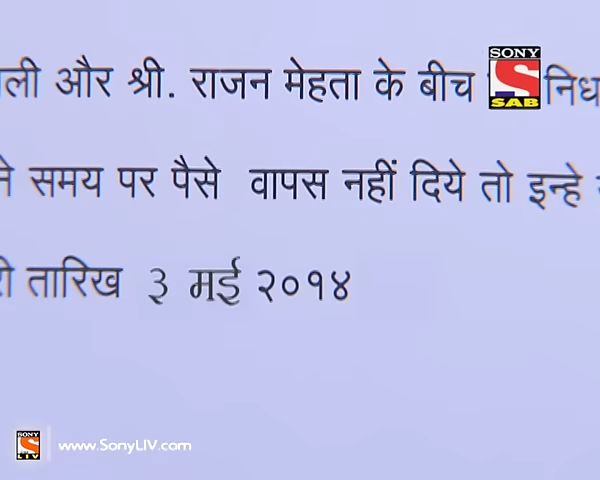 और श्री. राजन मेहता के बीच
SONY
SAB
समय पर पैसे वापस नहीं दिये तो इन्हे
तारिख ३ मई २०१४
SONY
LIV
www.SonyLIV.com